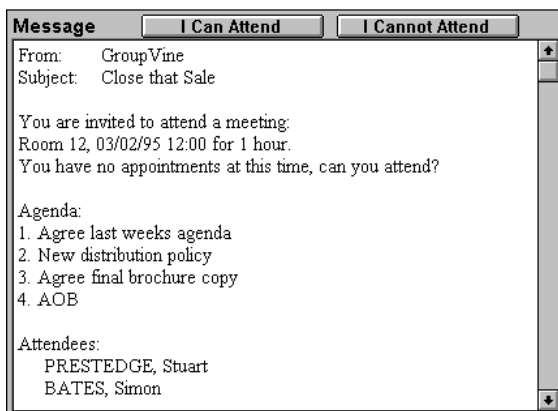 Message I Can Attend I Cannot Attend
From: GroupVine
Subject: Close that Sale
You are invited to attend a meeting:
Room 12, 03/02/95 12:00 for 1 hour.
You have no appointments at this time, can you attend?
Agenda:
1. Agree last weeks agenda
2. New distribution policy
3. Agree final brochure copy
4. AOB
Attendees:
PRESTEDGE, Stuart
BATES, Simon